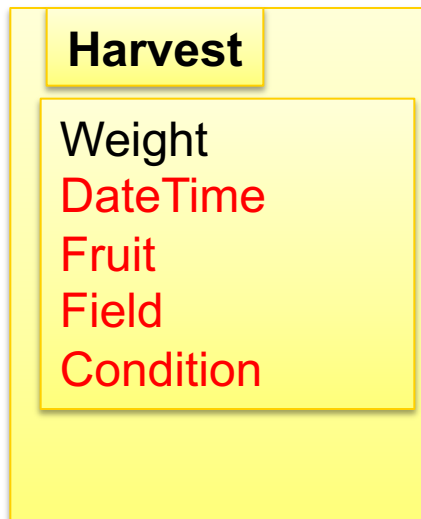 Harvest
Weight
DateTime
Fruit
Field
Condition